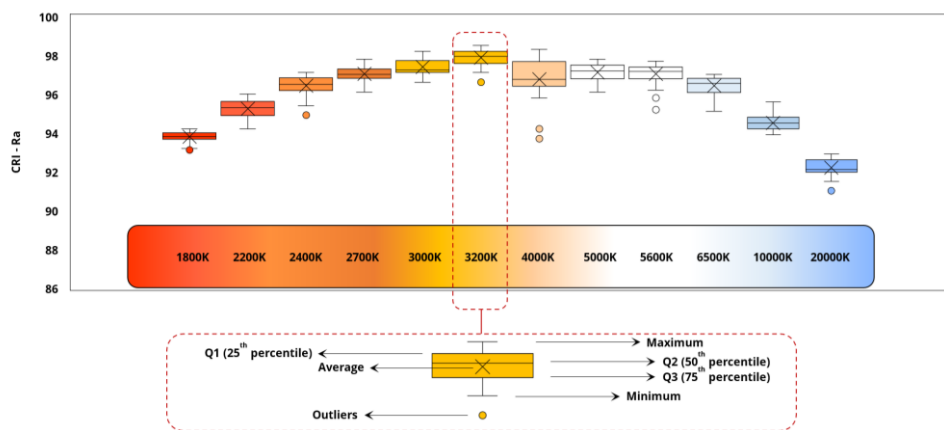 100
98
96
94
92
90
88
86
CRI - Ra
1800K 2200K 2400K 2700K 3000K 3200K 4000K 5000K 5600K 6500K 10000K 20000K
Maximum
Q1 (25th percentile)
Q2 (50th percentile)
Average
Q3 (75th percentile)
Minimum
Outliers